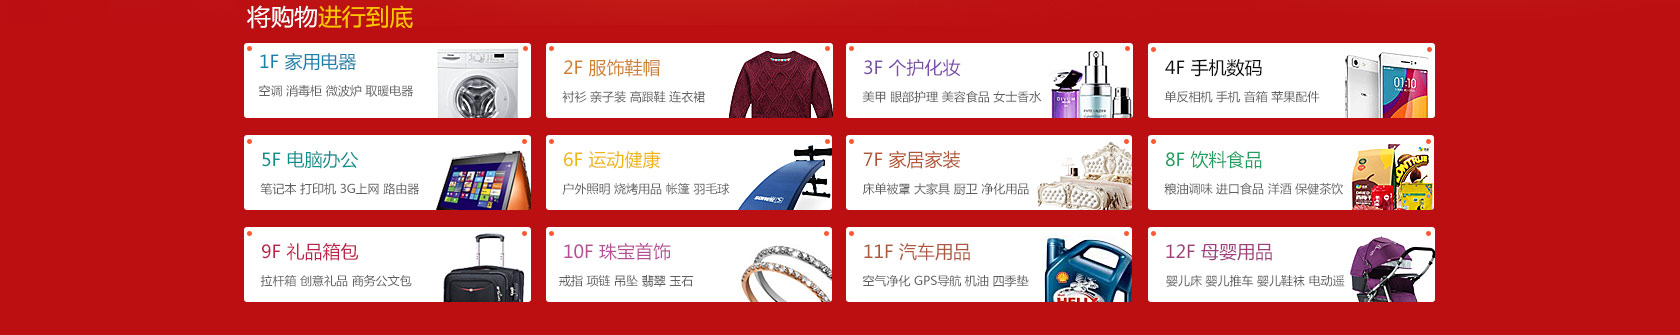 将购物进行到底
1F 家用电器
空调 消毒柜 微波炉 取暖电器
2F 服饰鞋帽
衬衫 亲子装 高跟鞋 连衣裙
3F 个护化妆
美甲 眼部护理 美容食品 女士香水
4F 手机数码
单反相机 手机 音箱 苹果配件
01:10
5F 电脑办公
笔记本 打印机 3G上网 路由器
6F 运动健康
户外照明 烧烤用品 帐篷 羽毛球
7F 家居家装
床单被罩 大家具 厨卫 净化用品
8F 饮料食品
粮油调味 进口食品 洋酒 保健茶饮
9F 礼品箱包
拉杆箱 创意礼品 商务公文包
10F 珠宝首饰
戒指 项链 吊坠 翡翠 玉石
11F 汽车用品
空气净化 GPS导航 机油 四季垫
HELIX
12F 母婴用品
婴儿床 婴儿推车 婴儿鞋袜 电动遥